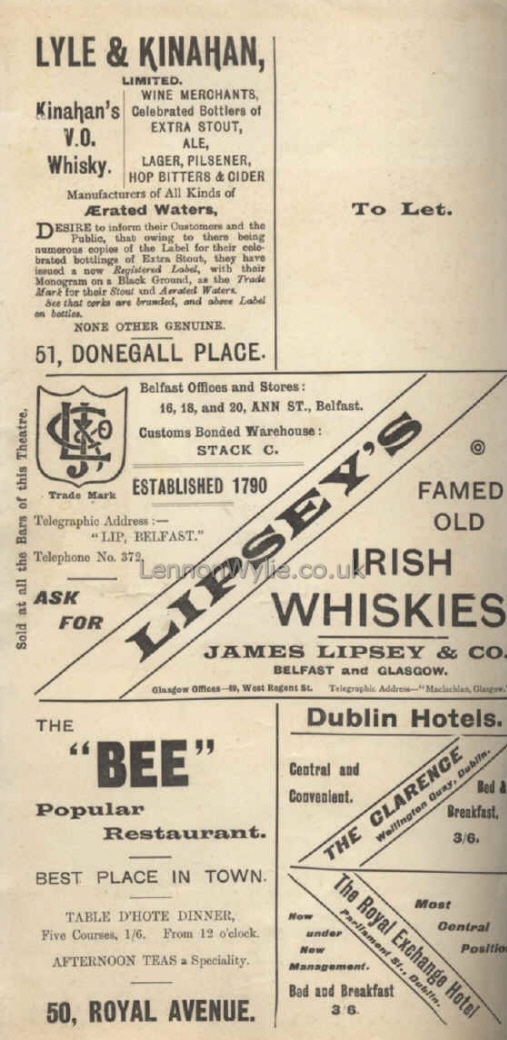 LYLE & KINAHAN,
LIMITED.
Kinahan's
V.O.
Whisky.
WINE MERCHANTS,
Celebrated Bottlers of
EXTRA STOUT,
ALE,
LAGER, PILSENER,
HOP BITTERS & CIDER
Manufacturers of All Kinds of
Ærated Waters,
DESIRE to inform their Customers and the
Public, that owing to there being
numerous copies of the Label for their cele-
brated bottlings of Extra Stout, they have
issued a new Registered Label, with their
Monogram on a Black Ground, as the Trade
Mark for their Stout and Aerated Waters.
See that corks are branded, and above Label
on bottles.
NONE OTHER GENUINE.
51, DONEGALL PLACE.
To Let.
Sold at all the Bars of this Theatre.
Trade Mark
Belfast Offices and Stores:
16, 18, and 20, ANN ST., Belfast.
Customs Bonded Warehouse:
STACK C.
ESTABLISHED 1790
Telegraphic Address:—
"LIP, BELFAST."
Telephone No. 372.
ASK
FOR
LIPSEY'S
FAMED
OLD
IRISH
WHISKIES
JAMES LIPSEY & CO.
BELFAST and GLASGOW.
Glasgow Offices—49, West Regent St. Telegraphic Address—"Maclachlan, Glasgow."
LennonWylie.co.uk
THE
"BEE"
Popular
Restaurant.
BEST PLACE IN TOWN.
TABLE D'HOTE DINNER,
Five Courses, 1/6. From 12 o'clock.
AFTERNOON TEAS a Speciality.
50, ROYAL AVENUE.
Dublin Hotels.
Central and
Convenient.
THE CLARENCE
Wellington Quay, Dublin.
Bed &
Breakfast,
3/6.
Now
under
New
Management.
Bed and Breakfast
3 6.
The Royal Exchange Hotel
Parliament St., Dublin.
Most
Central
Positio